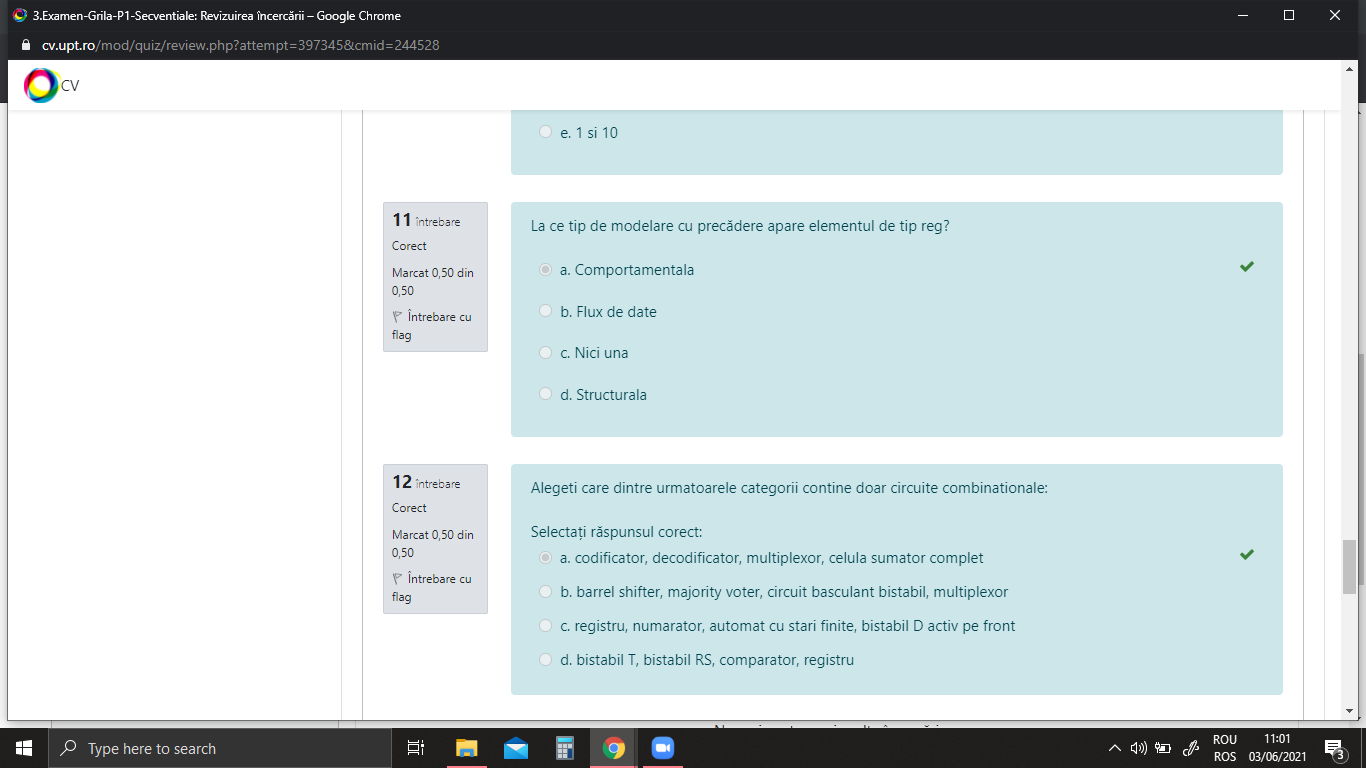 3.Examen-Grila-P1-Secventiale: Revizuirea încercării – Google Chrome
cv.upt.ro/mod/quiz/review.php?attempt=397345&cmid=244528
CV
e. 1 si 10
11 întrebare
Corect
Marcat 0,50 din
0,50
Întrebare cu
flag
La ce tip de modelare cu precădere apare elementul de tip reg?
a. Comportamentala
b. Flux de date
c. Nici una
d. Structurala
12 întrebare
Corect
Marcat 0,50 din
0,50
Întrebare cu
flag
Alegeti care dintre urmatoarele categorii contine doar circuite combinationale:
Selectați răspunsul corect:
a. codificator, decodificator, multiplexor, celula sumator complet
b. barrel shifter, majority voter, circuit basculant bistabil, multiplexor
c. registru, numarator, automat cu stari finite, bistabil D activ pe front
d. bistabil T, bistabil RS, comparator, registru
Type here to search
ROU
ROS
11:01
03/06/2021
3